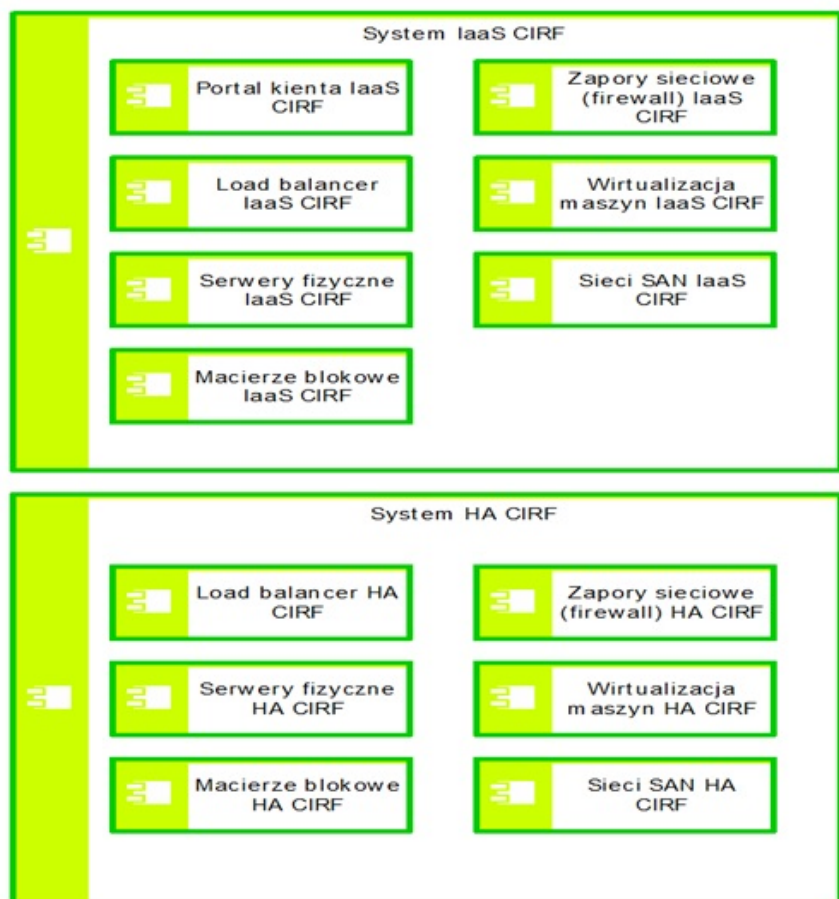 System IaaS CIRF
Portal kienta IaaS
CIRF
Zapory sieciowe
(firewall) IaaS
CIRF
Load balancer
IaaS CIRF
Wirtualizacja
maszyn IaaS CIRF
Serwery fizyczne
IaaS CIRF
Sieci SAN IaaS
CIRF
Macierze blokowe
IaaS CIRF
System HA CIRF
Load balancer HA
CIRF
Zapory sieciowe
(firewall) HA CIRF
Serwery fizyczne
HA CIRF
Wirtualizacja
maszyn HA CIRF
Macierze blokowe
HA CIRF
Sieci SAN HA
CIRF